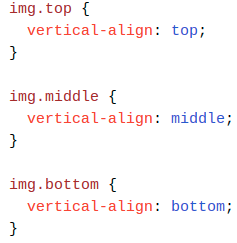 img.top {
  vertical-align: top;
}

img.middle {
  vertical-align: middle;
}

img.bottom {
  vertical-align: bottom;
}